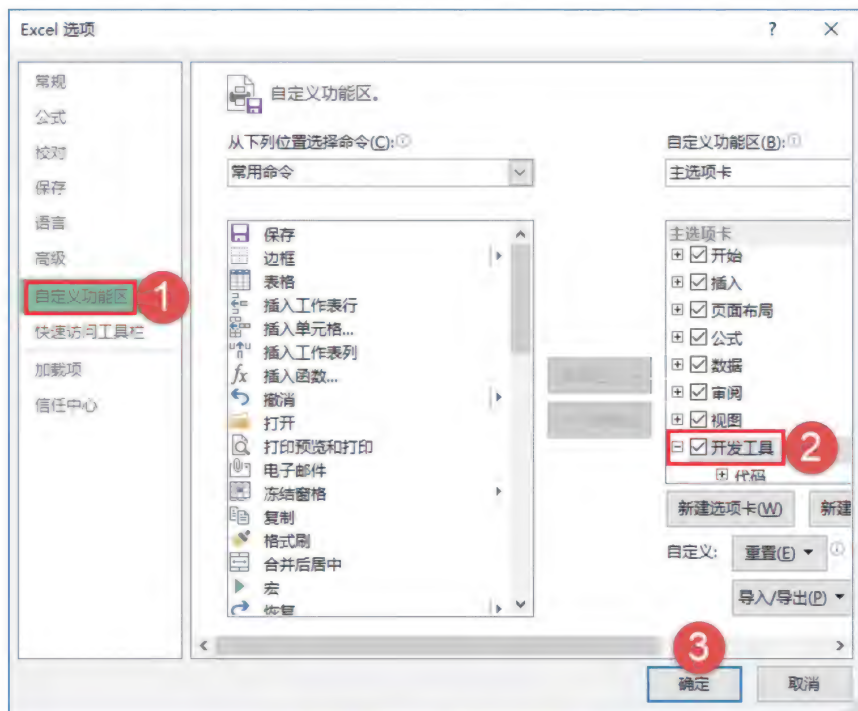 Excel 选项
?
常规
公式
校对
保存
语言
高级
自定义功能区
1
快速访问工具栏
加载项
信任中心
自定义功能区。
从下列位置选择命令(C):
常用命令
保存
边框
表格
插入工作表行
插入单元格...
插入工作表列
fx 插入函数...
撤消
打开
打印预览和打印
电子邮件
冻结窗格
复制
格式刷
合并后居中
宏
恢复
自定义功能区(B):
主选项卡
主选项卡
开始
插入
页面布局
公式
数据
审阅
视图
开发工具
2
代码
新建选项卡(W)
新建
自定义:
重置(E)
导入/导出(P)
3
确定
取消